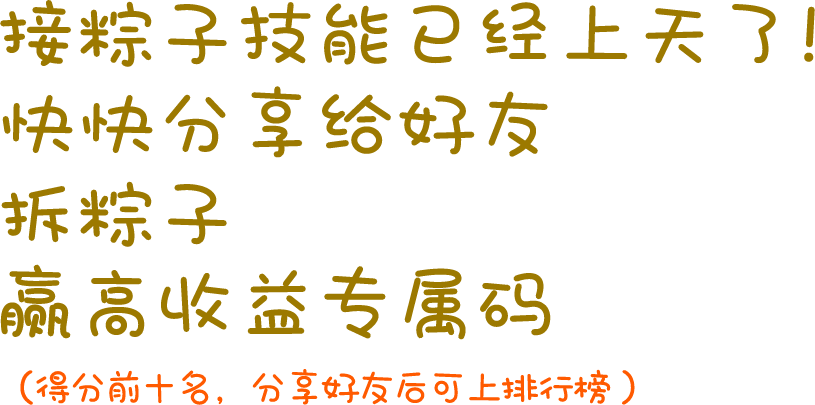 接粽子技能已经上天了!
快快分享给好友
拆粽子
赢高收益专属码
(得分前十名, 分享好友后可上排行榜)